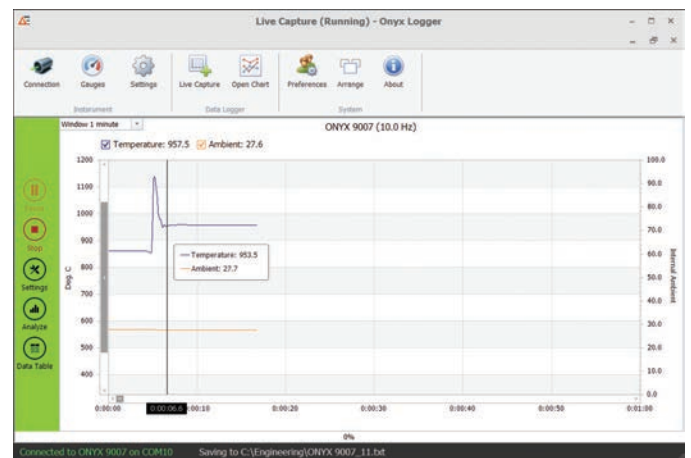 Live Capture (Running) - Onyx Logger
Connection Gauges Settings Live Capture Open Chart Preferences Arrange About
Instrument Data Logger System
Window 1 minute
ONYX 9007 (10.0 Hz)
Temperature: 957.5 Ambient: 27.6
1200
1100
1000
900
800
700
600
500
400
Deg. C
100.0
90.0
80.0
70.0
60.0
50.0
40.0
30.0
20.0
10.0
0.0
Internal Ambient
Temperature: 953.5
Ambient: 27.7
Pause
Stop
Settings
Analyze
Data Table
0:00:00 0:00:06.6 0:00:10 0:00:20 0:00:30 0:00:40 0:00:50 0:01:00
0%
Connected to ONYX 9007 on COM10 Saving to C:\Engineering\ONYX 9007_11.txt